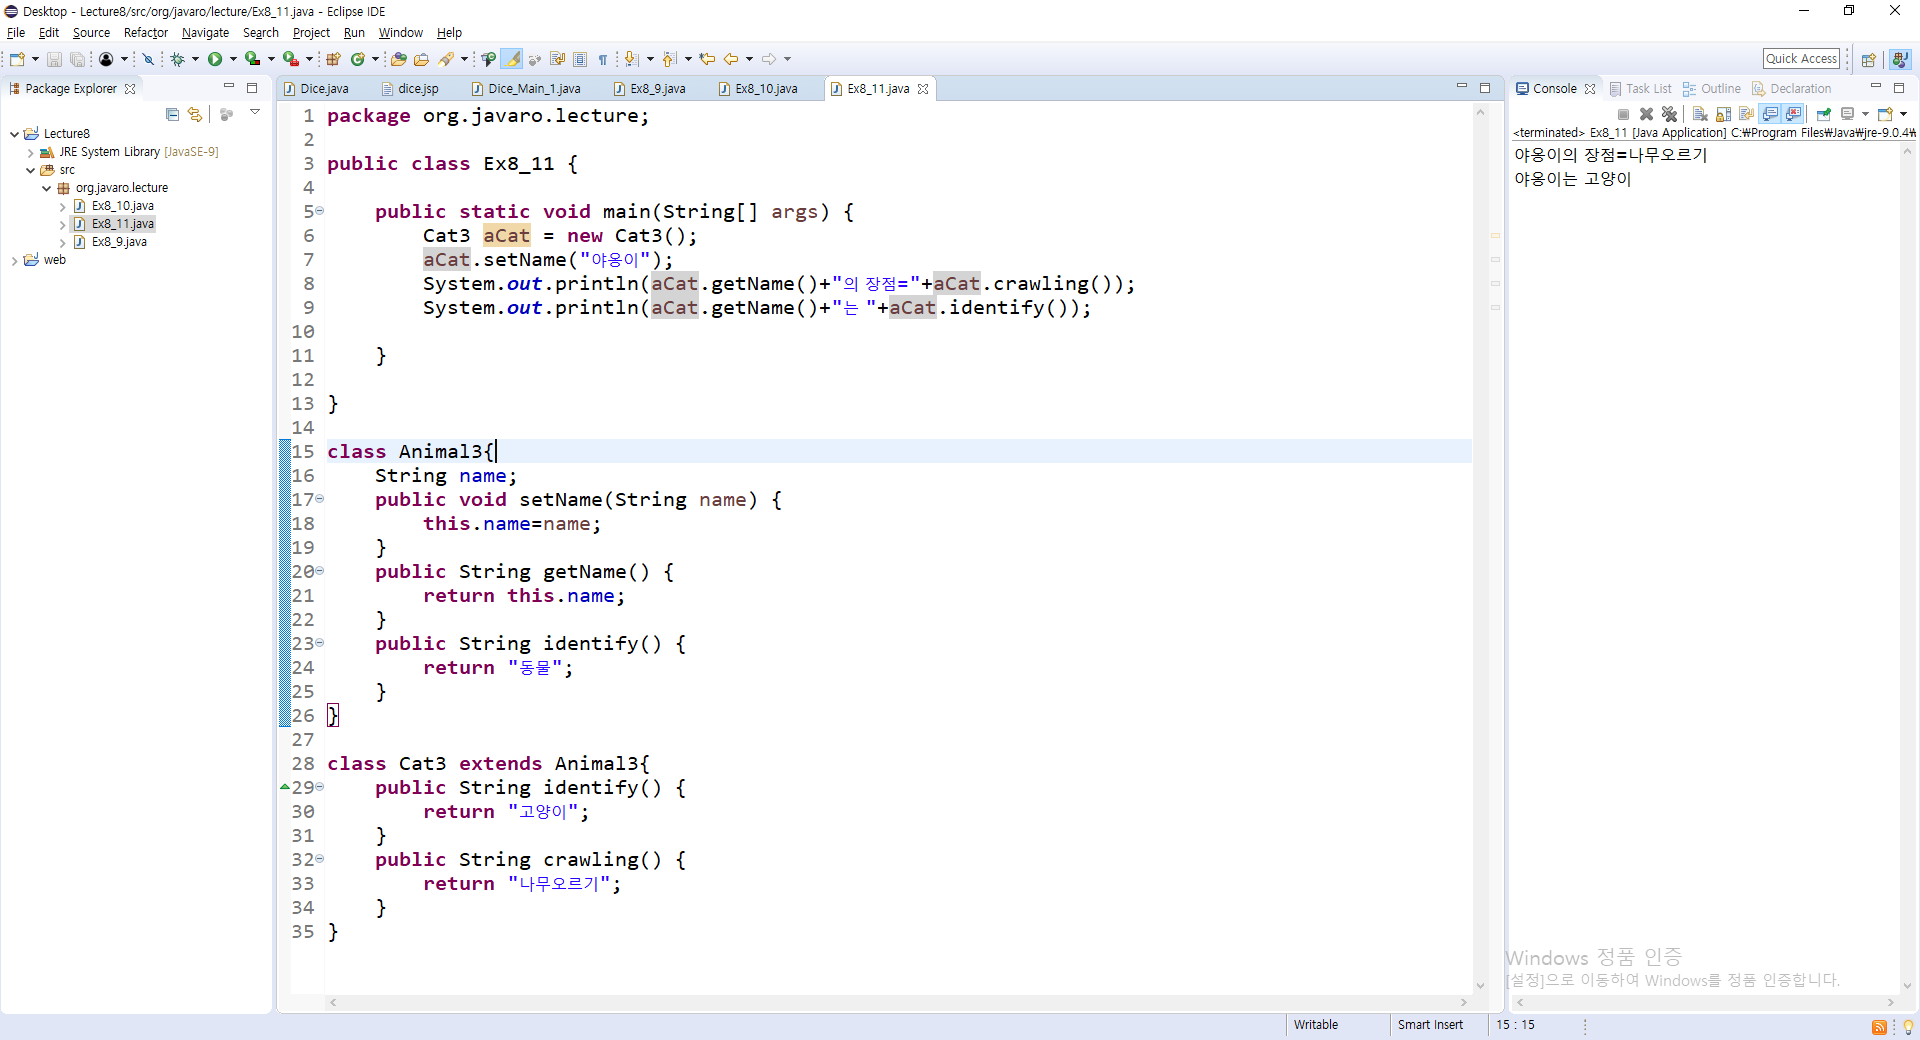 Desktop - Lecture8/src/org/javaro/lecture/Ex8_11.java - Eclipse IDE
File Edit Source Refactor Navigate Search Project Run Window Help
Quick Access
Package Explorer
Lecture8
JRE System Library [JavaSE-9]
src
org.javaro.lecture
Ex8_10.java
Ex8_11.java
Ex8_9.java
web
Dice.java dice.jsp Dice_Main_1.java Ex8_9.java Ex8_10.java Ex8_11.java
1 package org.javaro.lecture;
2
3 public class Ex8_11 {
4
5 public static void main(String[] args) {
6 Cat3 aCat = new Cat3();
7 aCat.setName("야옹이");
8 System.out.println(aCat.getName()+"의 장점="+aCat.crawling());
9 System.out.println(aCat.getName()+"는 "+aCat.identify());
10
11 }
12
13 }
14
15 class Animal3{
16 String name;
17 public void setName(String name) {
18 this.name=name;
19 }
20 public String getName() {
21 return this.name;
22 }
23 public String identify() {
24 return "동물";
25 }
26 }
27
28 class Cat3 extends Animal3{
29 public String identify() {
30 return "고양이";
31 }
32 public String crawling() {
33 return "나무오르기";
34 }
35 }
Console Task List Outline Declaration
<terminated> Ex8_11 [Java Application] C:₩Program Files₩Java₩jre-9.0.4₩
야옹이의 장점=나무오르기
야옹이는 고양이
Windows 정품 인증
[설정]으로 이동하여 Windows를 정품 인증합니다.
Writable Smart Insert 15 : 15